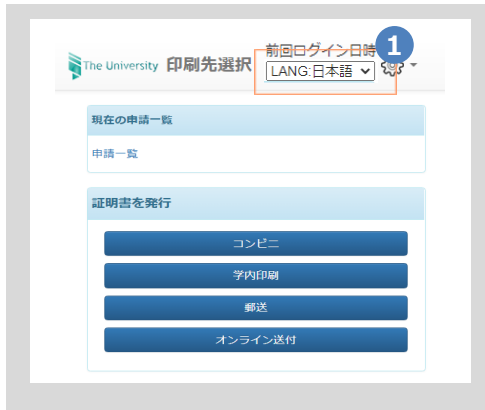 前回ログイン日時
1
The University 印刷先選択 LANG:日本語
現在の申請一覧
申請一覧
証明書を発行
コンビニ
学内印刷
郵送
オンライン送付